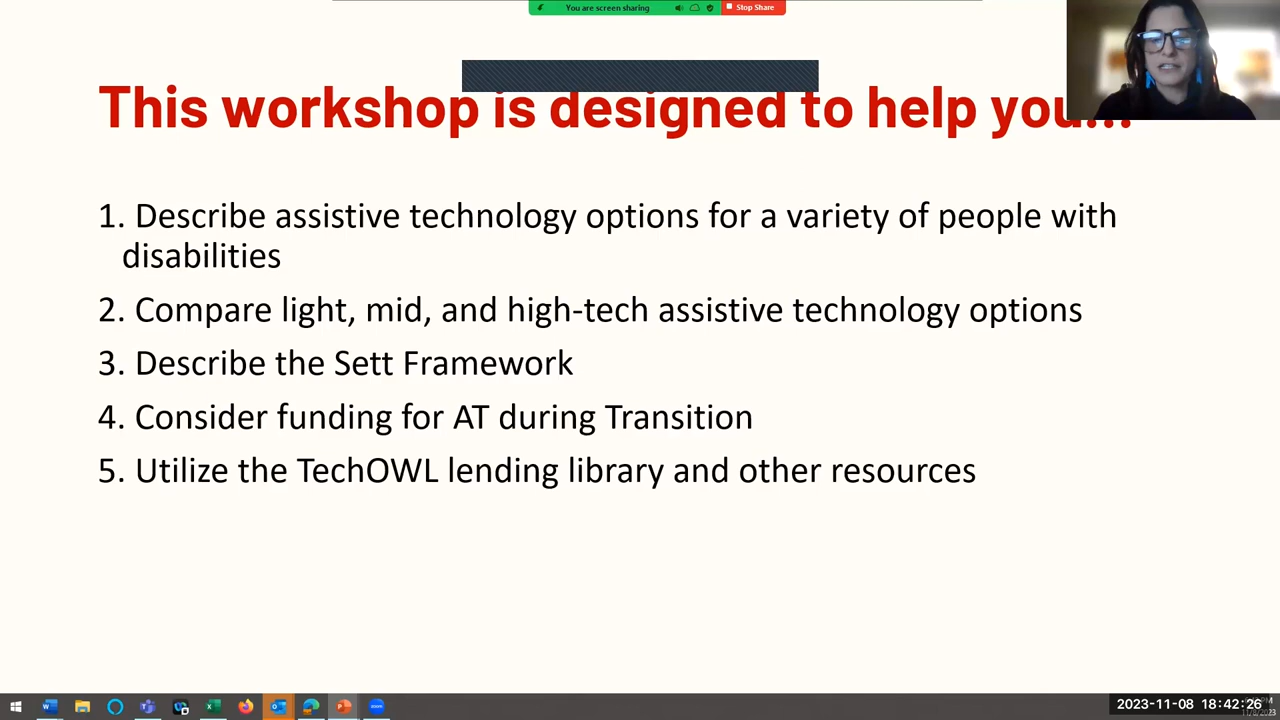 You are screen sharing
Stop Share
This workshop is designed to help you...
1. Describe assistive technology options for a variety of people with
disabilities
2. Compare light, mid, and high-tech assistive technology options
3. Describe the Sett Framework
4. Consider funding for AT during Transition
5. Utilize the TechOWL lending library and other resources
2023-11-08 18:42:26